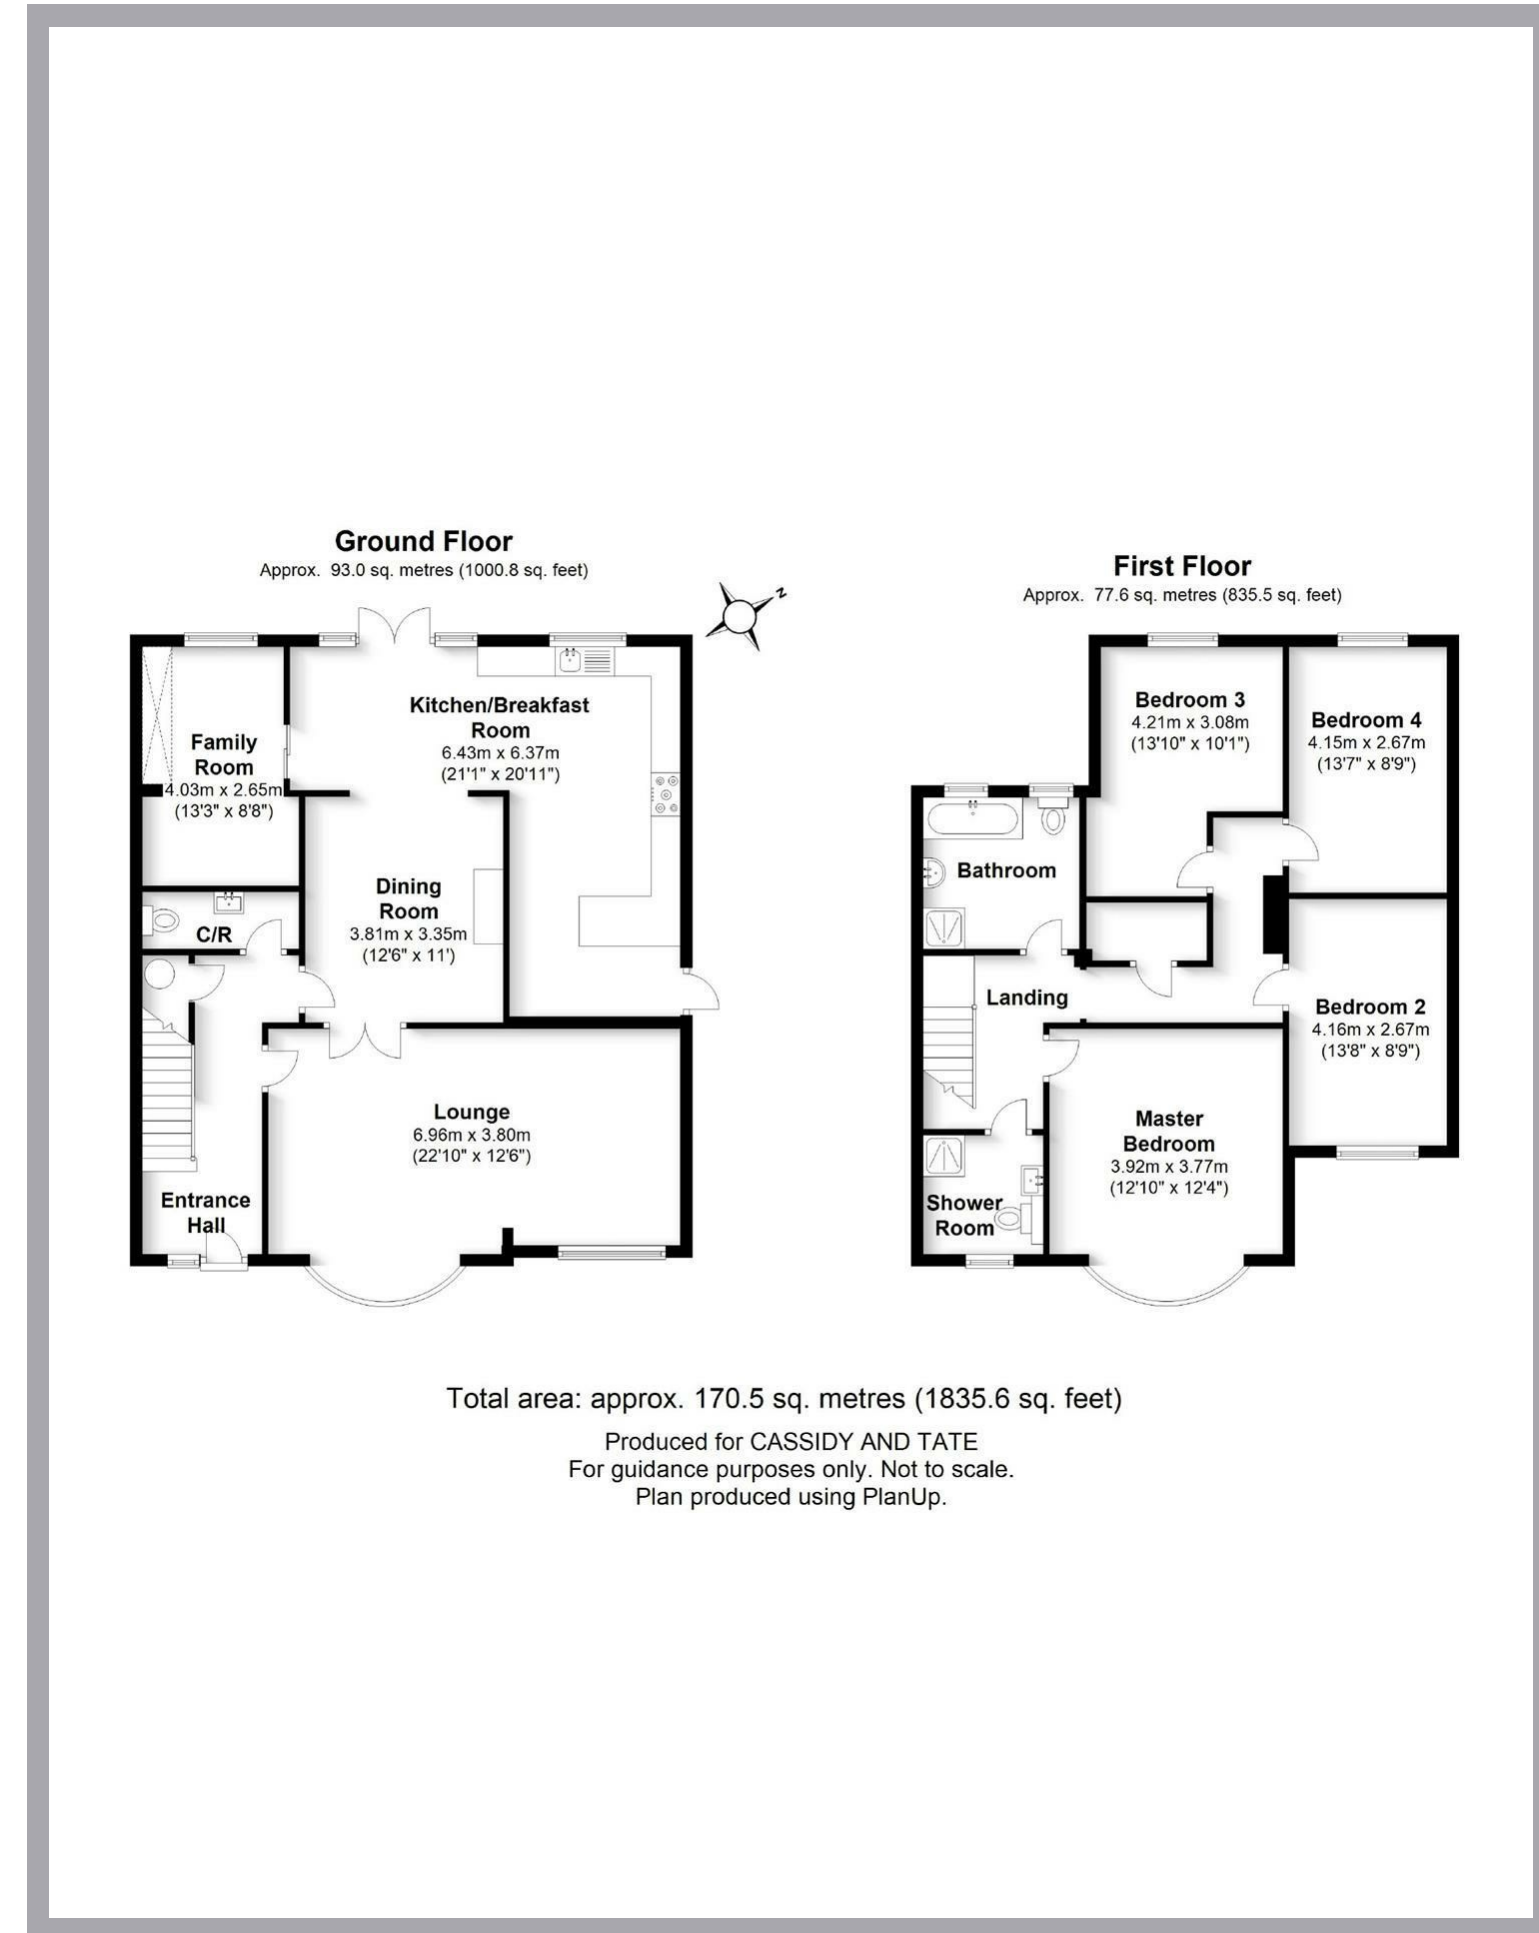 Ground Floor
Approx. 93.0 sq. metres (1000.8 sq. feet)
N
Kitchen/Breakfast
Room
6.43m x 6.37m
(21'1" x 20'11")
Family
Room
4.03m x 2.65m
(13'3" x 8'8")
Dining
Room
3.81m x 3.35m
(12'6" x 11')
C/R
Lounge
6.96m x 3.80m
(22'10" x 12'6")
Entrance
Hall
First Floor
Approx. 77.6 sq. metres (835.5 sq. feet)
Bedroom 3
4.21m x 3.08m
(13'10" x 10'1")
Bedroom 4
4.15m x 2.67m
(13'7" x 8'9")
Bathroom
Landing
Bedroom 2
4.16m x 2.67m
(13'8" x 8'9")
Master
Bedroom
3.92m x 3.77m
(12'10" x 12'4")
Shower
Room
Total area: approx. 170.5 sq. metres (1835.6 sq. feet)
Produced for CASSIDY AND TATE
For guidance purposes only. Not to scale.
Plan produced using PlanUp.